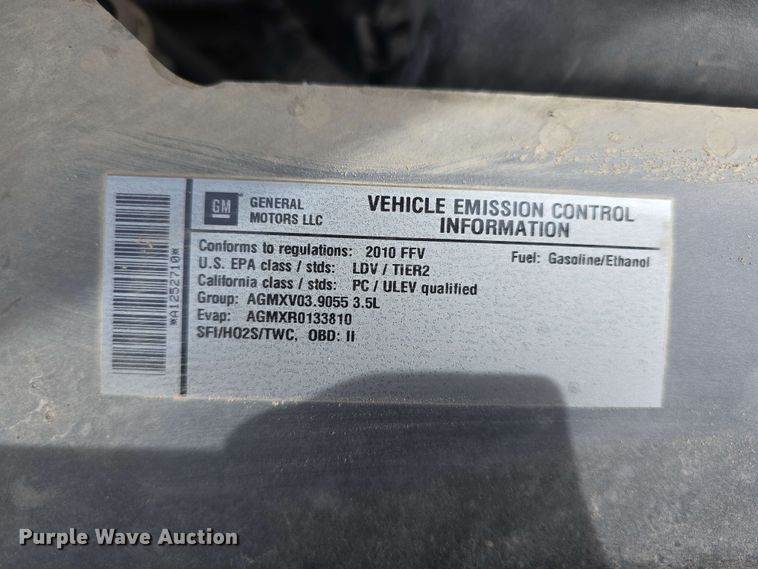 GM
GENERAL
MOTORS LLC
VEHICLE EMISSION CONTROL
INFORMATION
Conforms to regulations: 2010 FFV
Fuel: Gasoline/Ethanol
U.S. EPA class / stds: LDV / TIER2
California class / stds: PC / ULEV qualified
Group: AGMXV03.9055 3.5L
Evap: AGMXR0133810
SFI/HO2S/TWC, OBD: II
*A1252710*
Purple Wave Auction